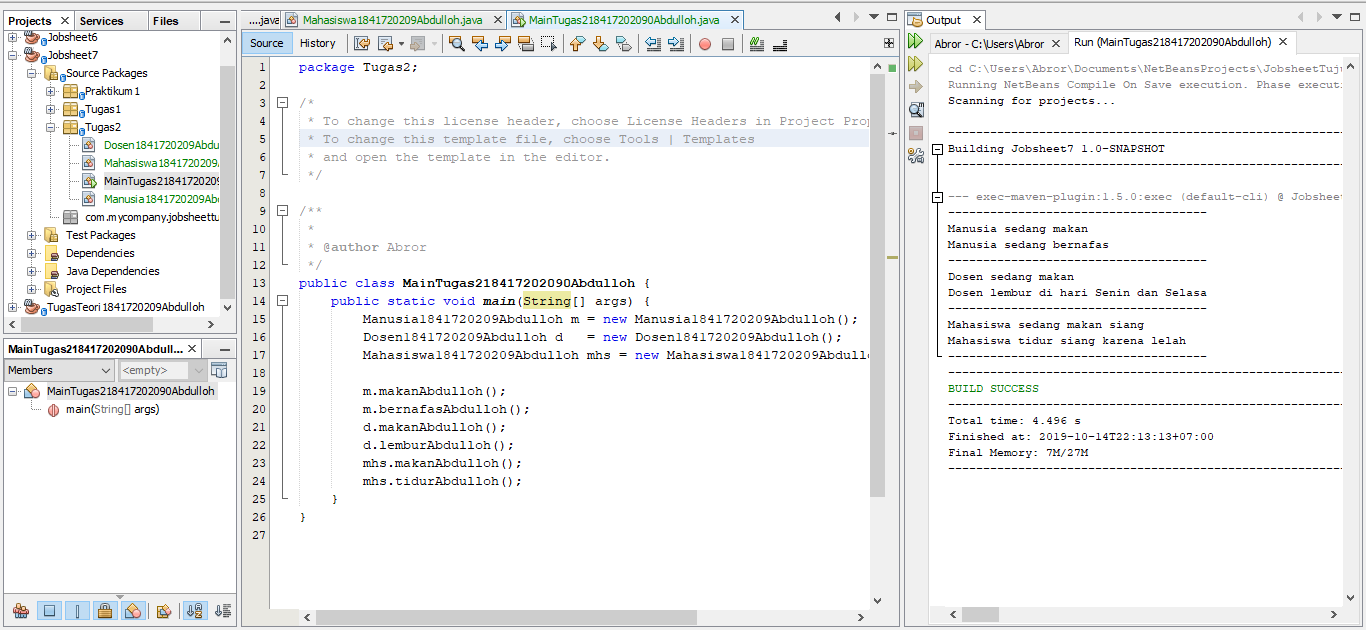 Projects
Services
Files
Jobsheet6
Jobsheet7
Source Packages
Praktikum1
Tugas1
Tugas2
Dosen1841720209Abdu
Mahasiswa1841720209
MainTugas218417202
Manusia1841720209Ab
com.mycompany.jobsheettu
Test Packages
Dependencies
Java Dependencies
Project Files
TugasTeori1841720209Abdulloh
MainTugas218417202090Abdull...
Members
<empty>
MainTugas218417202090Abdulloh
main(String[] args)
....java
Mahasiswa1841720209Abdulloh.java
MainTugas218417202090Abdulloh.java
Source
History
1 package Tugas2;
2
3 /*
4 * To change this license header, choose License Headers in Project Prop
5 * To change this template file, choose Tools | Templates
6 * and open the template in the editor.
7 */
8
9 /**
10 *
11 * @author Abror
12 */
13 public class MainTugas218417202090Abdulloh {
14 public static void main(String[] args) {
15 Manusia1841720209Abdulloh m = new Manusia1841720209Abdulloh();
16 Dosen1841720209Abdulloh d = new Dosen1841720209Abdulloh();
17 Mahasiswa1841720209Abdulloh mhs = new Mahasiswa1841720209Abdull
18
19 m.makanAbdulloh();
20 m.bernafasAbdulloh();
21 d.makanAbdulloh();
22 d.lemburAbdulloh();
23 mhs.makanAbdulloh();
24 mhs.tidurAbdulloh();
25 }
26 }
27
Output
Abror - C:\Users\Abror
Run (MainTugas218417202090Abdulloh)
cd C:\Users\Abror\Documents\NetBeansProjects\JobsheetTuju
Running NetBeans Compile On Save execution. Phase executi
Scanning for projects...
------------------------------------------------------------------------
Building Jobsheet7 1.0-SNAPSHOT
------------------------------------------------------------------------
--- exec-maven-plugin:1.5.0:exec (default-cli) @ Jobshee
------------------------------------
Manusia sedang makan
Manusia sedang bernafas
------------------------------------
Dosen sedang makan
Dosen lembur di hari Senin dan Selasa
------------------------------------
Mahasiswa sedang makan siang
Mahasiswa tidur siang karena lelah
------------------------------------
------------------------------------------------------------------------
BUILD SUCCESS
------------------------------------------------------------------------
Total time: 4.496 s
Finished at: 2019-10-14T22:13:13+07:00
Final Memory: 7M/27M
------------------------------------------------------------------------